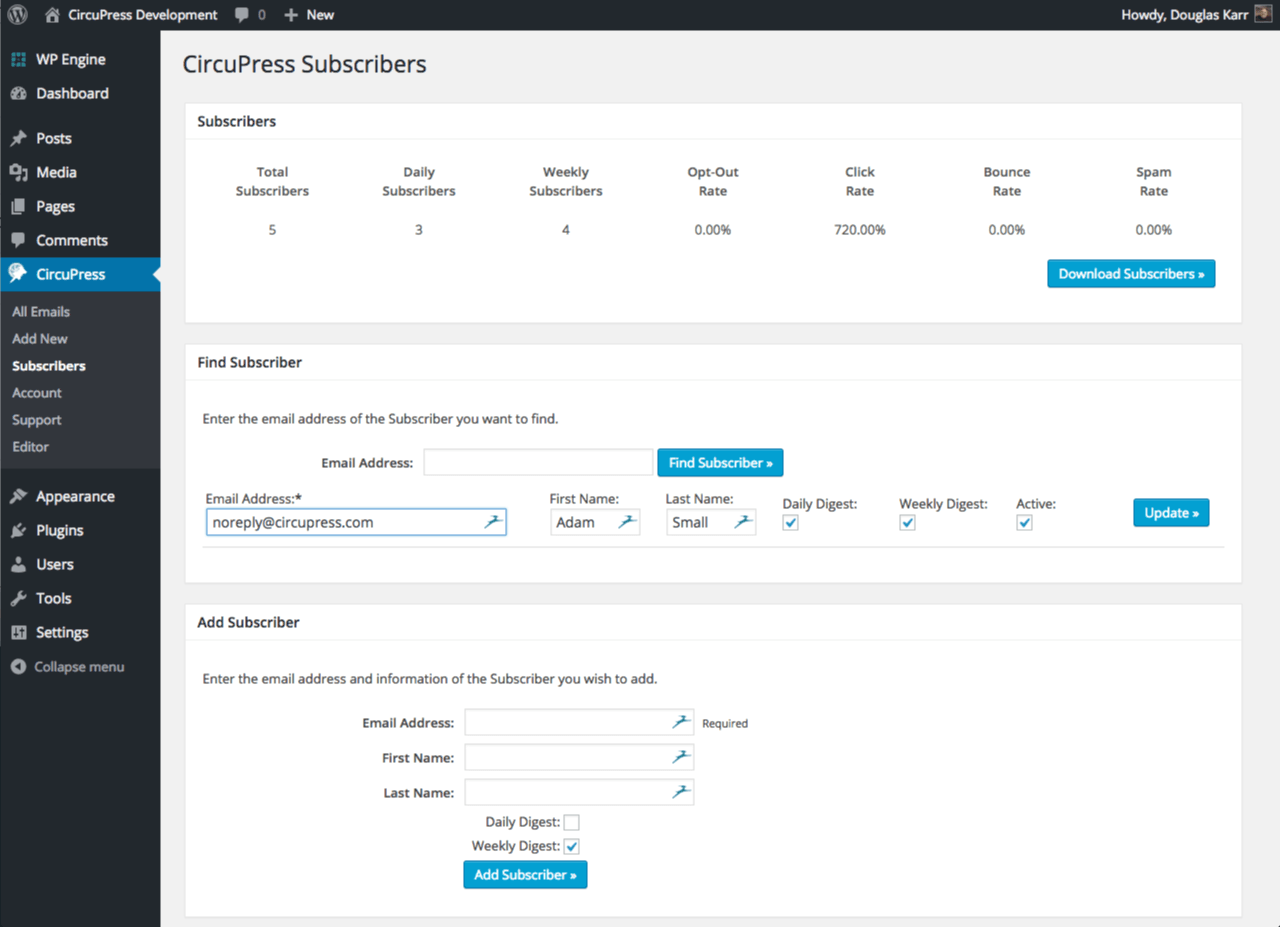 CircuPress Development 0 New Howdy, Douglas Karr
WP Engine
Dashboard
Posts
Media
Pages
Comments
CircuPress
All Emails
Add New
Subscribers
Account
Support
Editor
Appearance
Plugins
Users
Tools
Settings
Collapse menu
CircuPress Subscribers
Subscribers
Total Daily Weekly Opt-Out Click Bounce Spam
Subscribers Subscribers Subscribers Rate Rate Rate Rate
5 3 4 0.00% 720.00% 0.00% 0.00%
Download Subscribers »
Find Subscriber
Enter the email address of the Subscriber you want to find.
Email Address: Find Subscriber »
Email Address:* First Name: Last Name: Daily Digest: Weekly Digest: Active:
noreply@circupress.com Adam Small Update »
Add Subscriber
Enter the email address and information of the Subscriber you wish to add.
Email Address: Required
First Name:
Last Name:
Daily Digest:
Weekly Digest:
Add Subscriber »